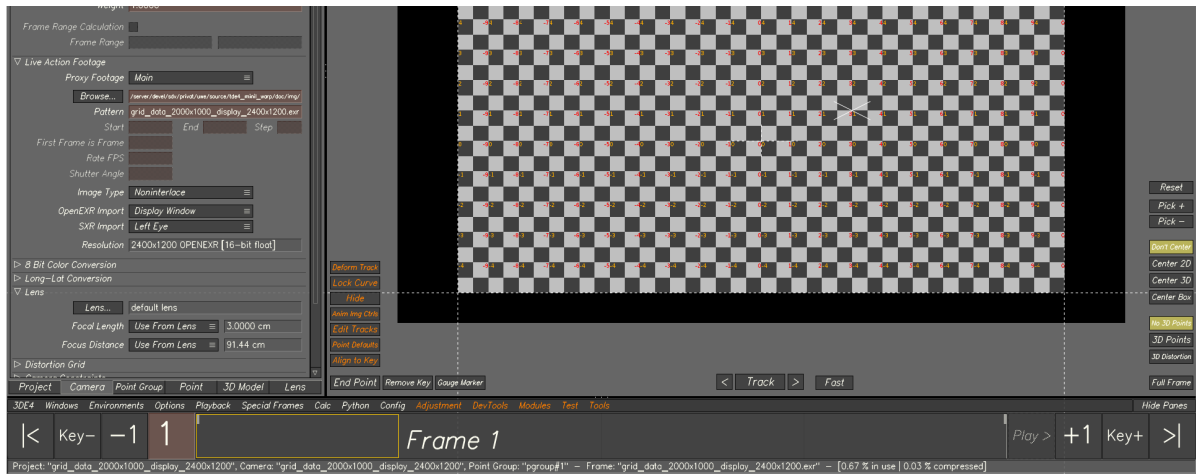 Weight 1.0000
Frame Range Calculation
Frame Range
▽ Live Action Footage
Proxy Footage Main
Browse... /server/devel/sdv/privat/uwe/source/tde4_minii_warp/doc/img/
Pattern grid_data_2000x1000_display_2400x1200.exr
Start End Step
First Frame is Frame
Rate FPS
Shutter Angle
Image Type Noninterlace
OpenEXR Import Display Window
SXR Import Left Eye
Resolution 2400x1200 OPENEXR [16-bit float]
▷ 8 Bit Color Conversion
▷ Long-Lat Conversion
▽ Lens
Lens... default lens
Focal Length Use From Lens 3.0000 cm
Focus Distance Use From Lens 91.44 cm
▷ Distortion Grid
▷ Camera Constraints
Project Camera Point Group Point 3D Model Lens
Deform Track
Lock Curve
Hide
Anim Img Ctrls
Edit Tracks
Point Defaults
Align to Key
End Point Remove Key Gauge Marker
< Track > Fast
Reset
Pick +
Pick −
Don't Center
Center 2D
Center 3D
Center Box
No 3D Points
3D Points
3D Distortion
Full Frame
3DE4 Windows Environments Options Playback Special Frames Calc Python Config Adjustment DevTools Modules Test Tools Hide Panes
|< Key− −1 1 Frame 1 Play > +1 Key+ >|
Project: "grid_data_2000x1000_display_2400x1200", Camera: "grid_data_2000x1000_display_2400x1200", Point Group: "pgroup#1" − Frame: "grid_data_2000x1000_display_2400x1200.exr" − [0.67 % in use | 0.03 % compressed]